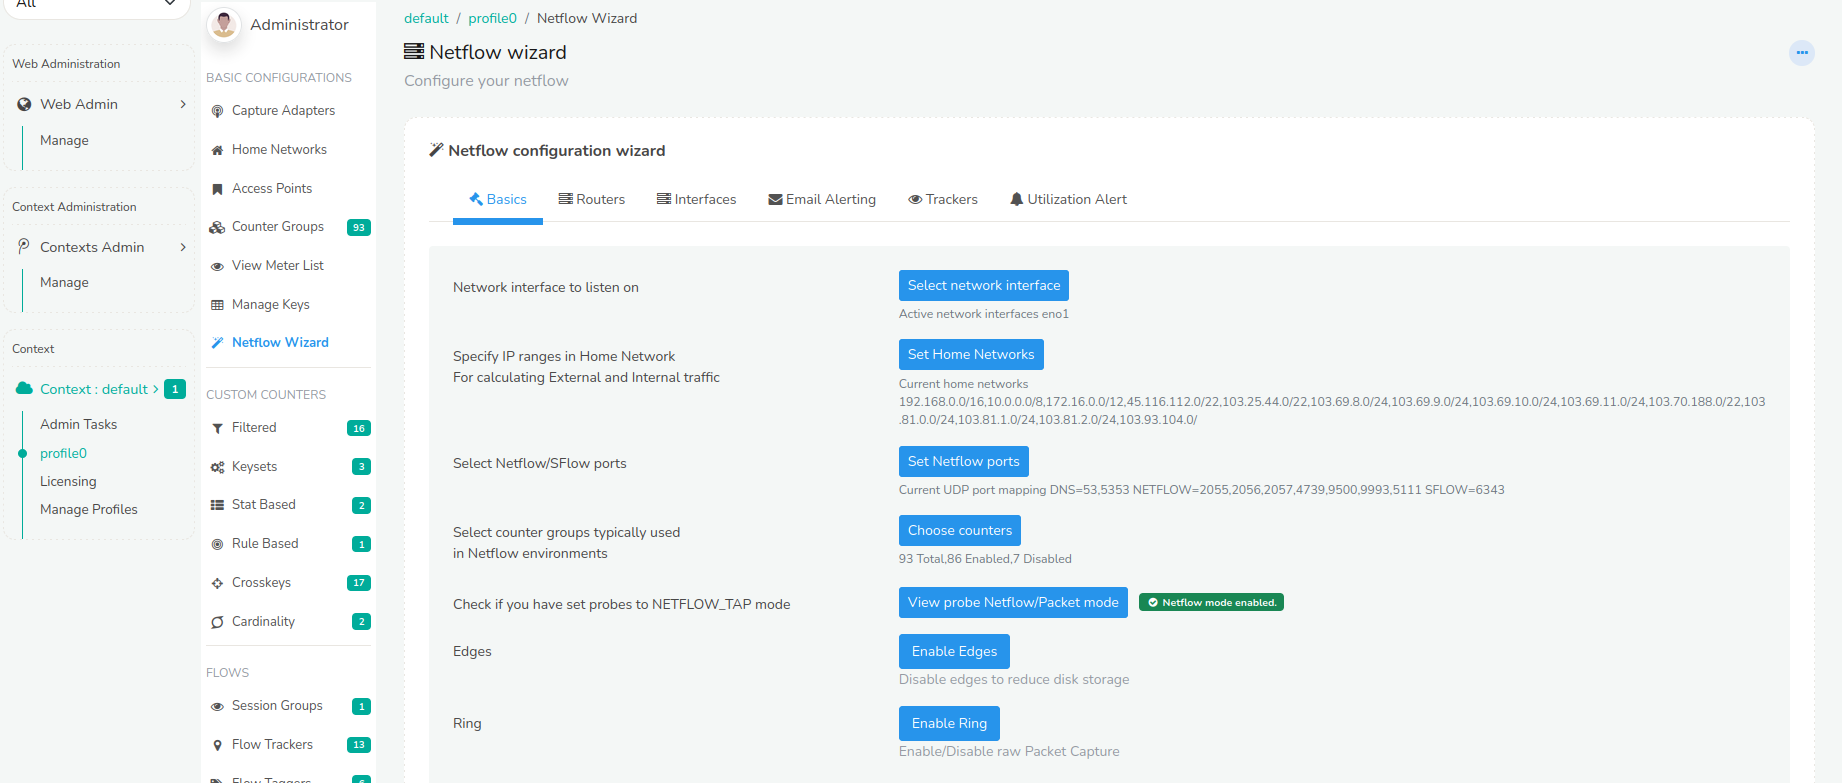 All
Web Administration
Web Admin
Manage
Context Administration
Contexts Admin
Manage
Context
Context : default 1
Admin Tasks
profile0
Licensing
Manage Profiles
Administrator
BASIC CONFIGURATIONS
Capture Adapters
Home Networks
Access Points
Counter Groups 93
View Meter List
Manage Keys
Netflow Wizard
CUSTOM COUNTERS
Filtered 16
Keysets 3
Stat Based 2
Rule Based 1
Crosskeys 17
Cardinality 2
FLOWS
Session Groups 1
Flow Trackers 13
Flow Taggers 6
default / profile0 / Netflow Wizard
Netflow wizard
Configure your netflow
Netflow configuration wizard
Basics Routers Interfaces Email Alerting Trackers Utilization Alert
Network interface to listen on
Select network interface
Active network interfaces eno1
Specify IP ranges in Home Network
For calculating External and Internal traffic
Set Home Networks
Current home networks
192.168.0.0/16,10.0.0.0/8,172.16.0.0/12,45.116.112.0/22,103.25.44.0/22,103.69.8.0/24,103.69.9.0/24,103.69.10.0/24,103.69.11.0/24,103.70.188.0/22,103
.81.0.0/24,103.81.1.0/24,103.81.2.0/24,103.93.104.0/
Select Netflow/SFlow ports
Set Netflow ports
Current UDP port mapping DNS=53,5353 NETFLOW=2055,2056,2057,4739,9500,9993,5111 SFLOW=6343
Select counter groups typically used
in Netflow environments
Choose counters
93 Total,86 Enabled,7 Disabled
Check if you have set probes to NETFLOW_TAP mode
View probe Netflow/Packet mode
Netflow mode enabled.
Edges
Enable Edges
Disable edges to reduce disk storage
Ring
Enable Ring
Enable/Disable raw Packet Capture